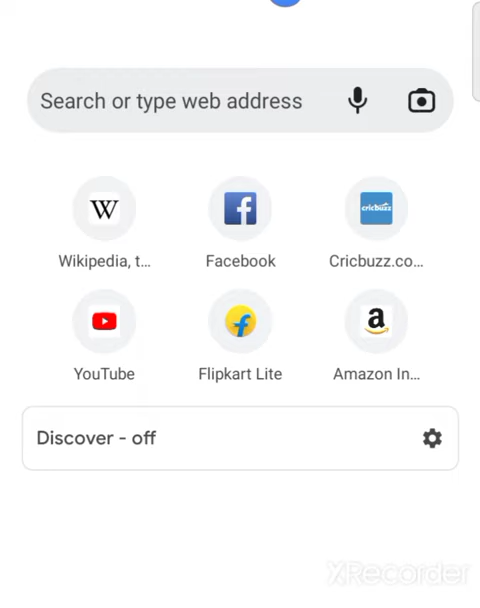 Search or type web address
W
f
cricbuzz
Wikipedia, t...
Facebook
Cricbuzz.co...
f
a
YouTube
Flipkart Lite
Amazon In...
Discover - off
XRecorder